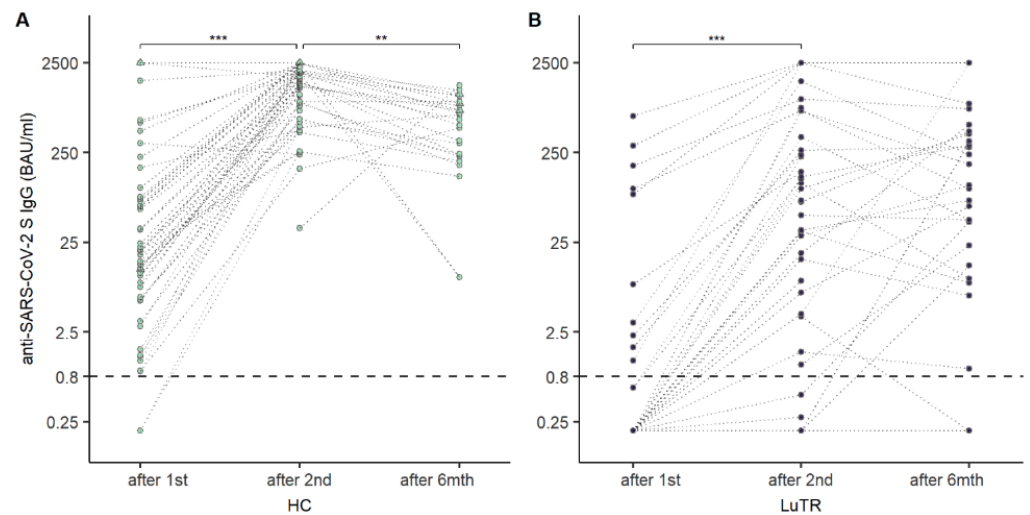 A
B
***
**
***
anti-SARS-CoV-2 S IgG (BAU/ml)
2500
250
25
2.5
0.8
0.25
after 1st
after 2nd
after 6mth
HC
2500
250
25
2.5
0.8
0.25
after 1st
after 2nd
after 6mth
LuTR